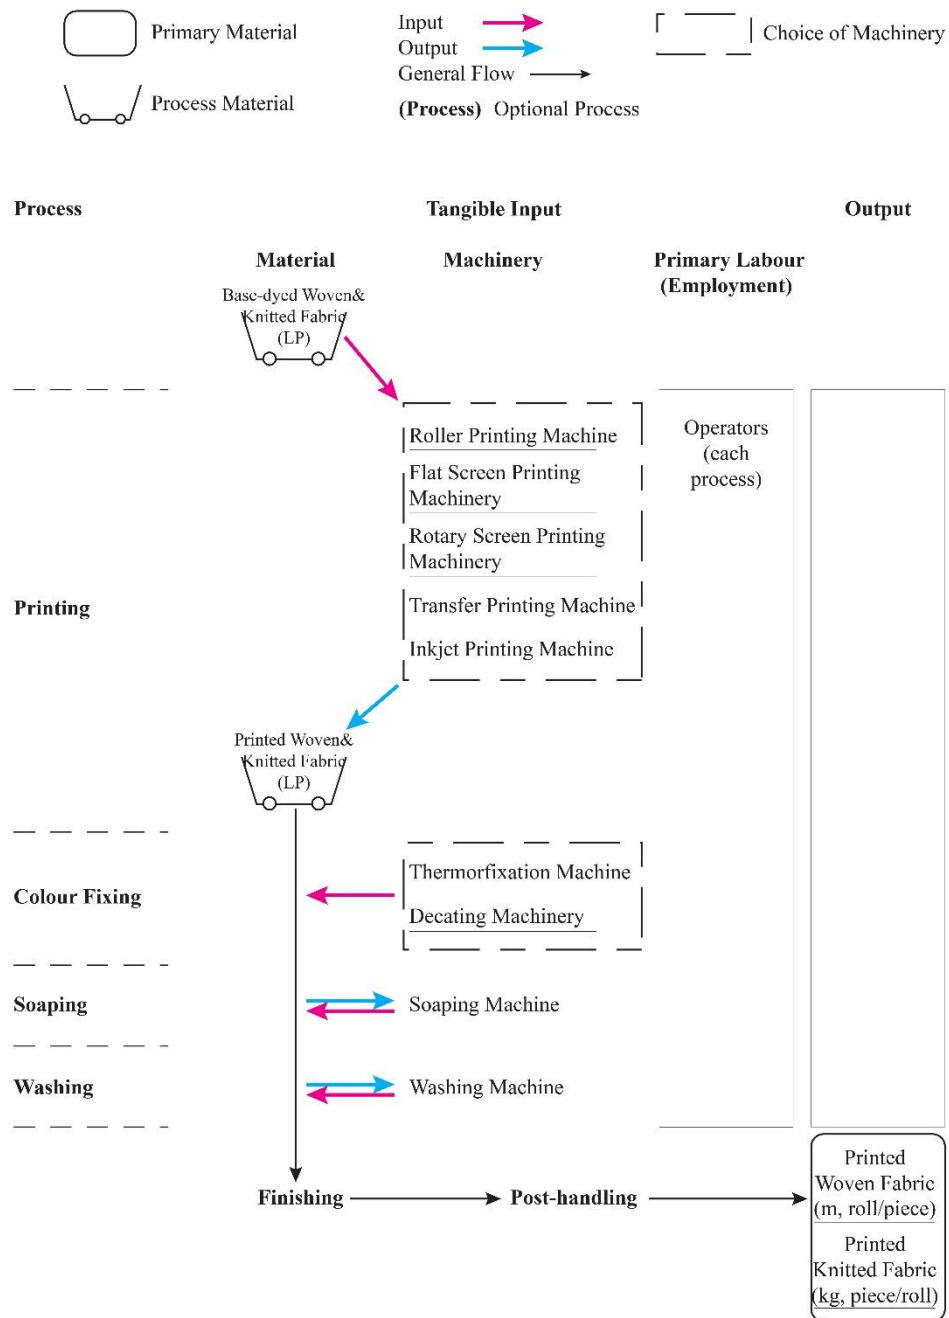 Primary Material
Process Material
Input
Output
General Flow
(Process) Optional Process
Choice of Machinery
Process
Tangible Input
Output
Material
Machinery
Primary Labour
(Employment)
Base-dyed Woven&
Knitted Fabric
(LP)
Roller Printing Machine
Flat Screen Printing
Machinery
Rotary Screen Printing
Machinery
Transfer Printing Machine
Inkjet Printing Machine
Operators
(each
process)
Printing
Printed Woven&
Knitted Fabric
(LP)
Colour Fixing
Thermorfixation Machine
Decating Machinery
Soaping
Soaping Machine
Washing
Washing Machine
Finishing
Post-handling
Printed
Woven Fabric
(m, roll/piece)
Printed
Knitted Fabric
(kg, piece/roll)